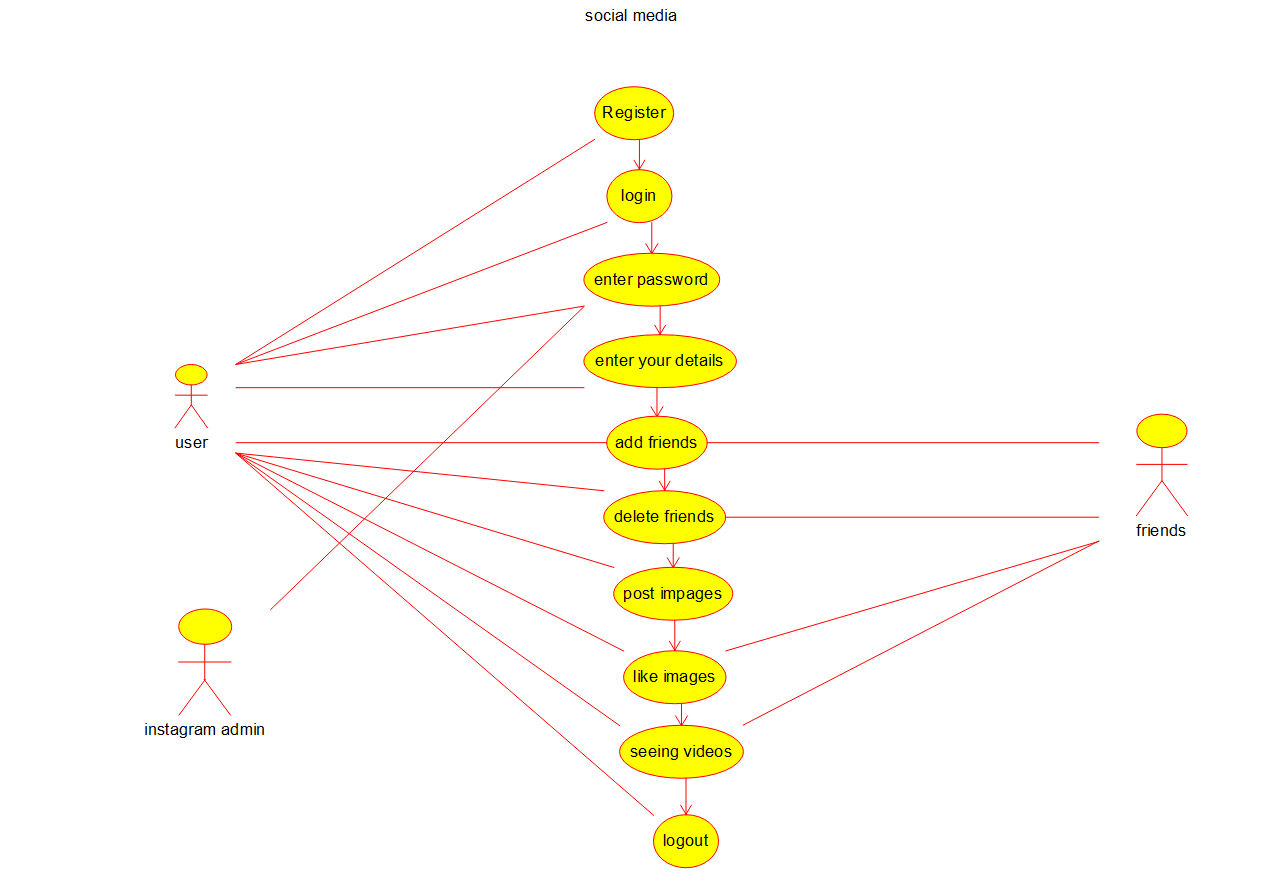 social media
Register
login
enter password
enter your details
user
add friends
delete friends
friends
post impages
like images
instagram admin
seeing videos
logout